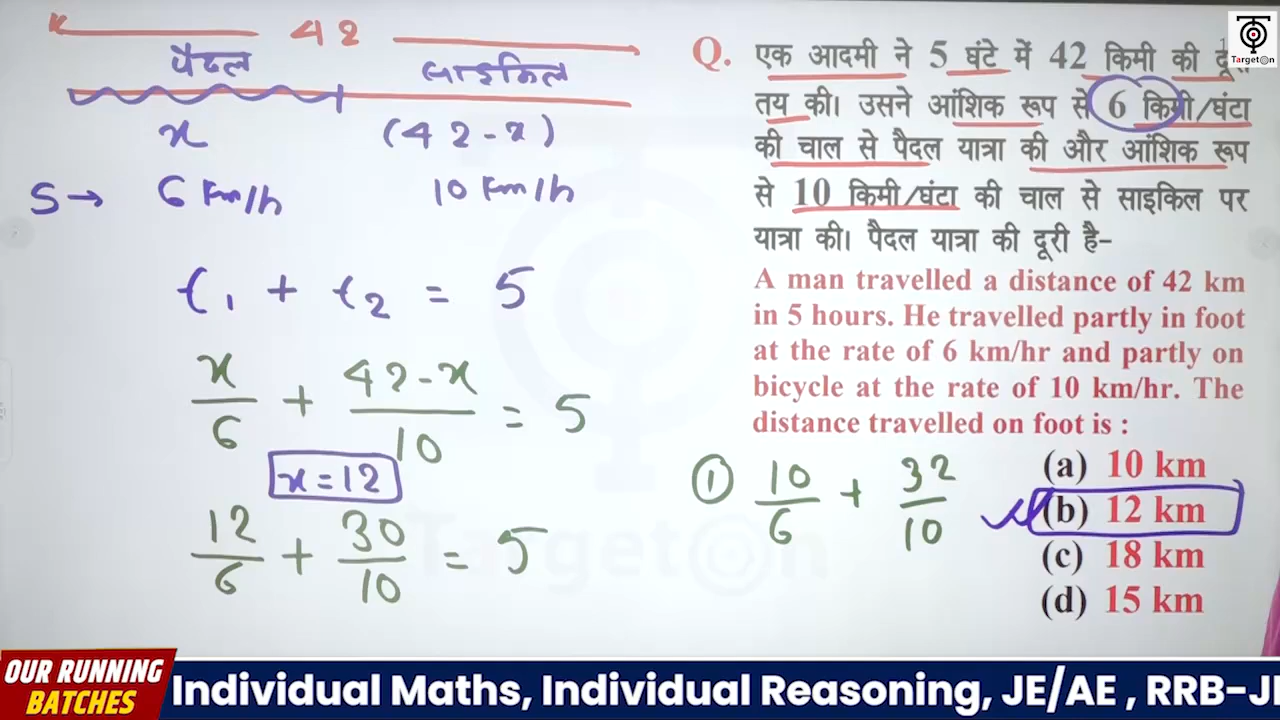 42
पैदल साइकिल
x (42-x)
S→ 6 Km/h 10 Km/h
t₁ + t₂ = 5
x/6 + (42-x)/10 = 5
x=12
12/6 + 30/10 = 5
Q. एक आदमी ने 5 घंटे में 42 किमी की
तय की। उसने आंशिक रूप से 6 किमी/घंटा
की चाल से पैदल यात्रा की और आंशिक रूप
से 10 किमी/घंटा की चाल से साइकिल पर
यात्रा की। पैदल यात्रा की दूरी है-
A man travelled a distance of 42 km
in 5 hours. He travelled partly in foot
at the rate of 6 km/hr and partly on
bicycle at the rate of 10 km/hr. The
distance travelled on foot is :
① 10/6 + 32/10
(a) 10 km
(b) 12 km
(c) 18 km
(d) 15 km
TargetOn
TargetOn
OUR RUNNING
BATCHES
Individual Maths, Individual Reasoning, JE/AE , RRB-JE